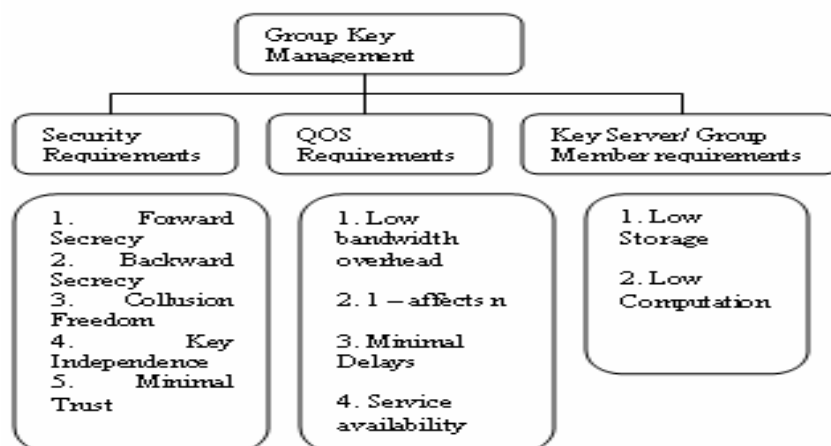 Group Key
Management
Security
Requirements
QOS
Requirements
Key Server/ Group
Member requirements
1. Forward
Secrecy
2. Backward
Secrecy
3. Collusion
Freedom
4. Key
Independence
5. Minimal
Trust
1. Low
bandwidth
overhead
2. 1 – affects n
3. Minimal
Delays
4. Service
availability
1. Low
Storage
2. Low
Computation